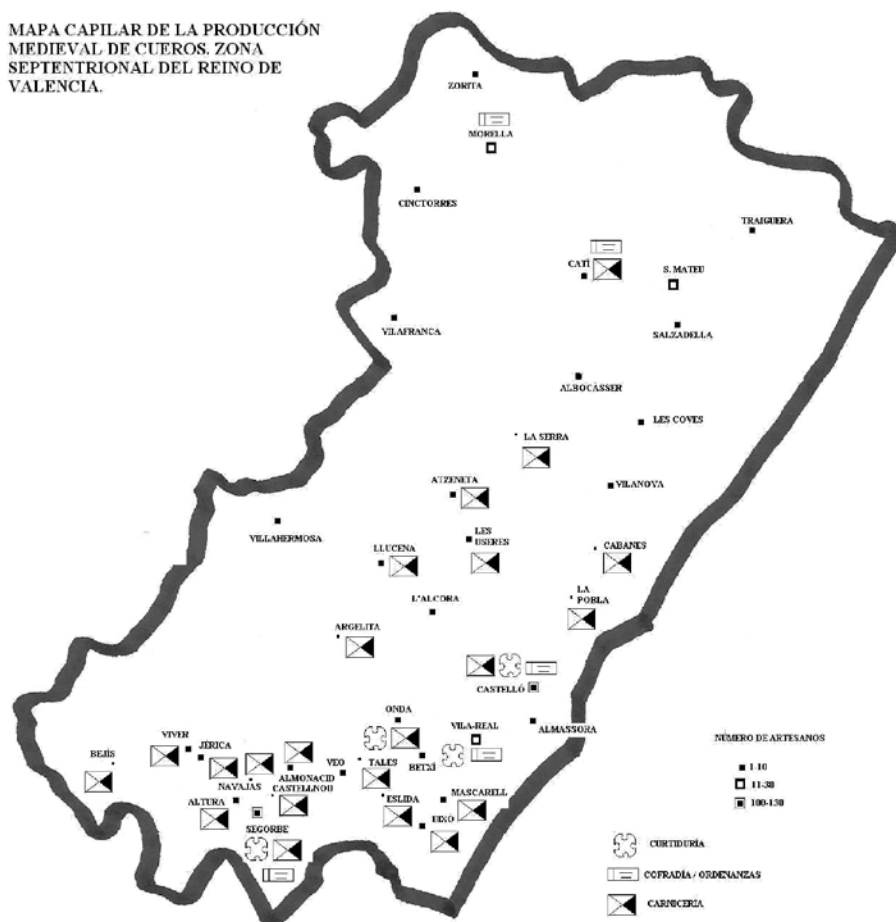 MAPA CAPILAR DE LA PRODUCCIÓN
MEDIEVAL DE CUEROS. ZONA
SEPTENTRIONAL DEL REINO DE
VALENCIA.
ZORITA
MORELLA
CINCTORRES
TRAIGUERA
CATÍ
S. MATEU
VILAFRANCA
SALZADELLA
ALBOCÀSSER
LES COVES
LA SERRA
ATZENETA
VILANOVA
VILLAHERMOSA
LES
USERES
CABANES
LLUCENA
LA
POBLA
L'ALCORA
ARGELITA
CASTELLÓ
ONDA
VILA-REAL
ALMASSORA
VIVER
JÉRICA
BEJÍS
BETXÍ
VEO
TALES
ALMONACID
NAVAJAS
CASTELLNOU
ALTURA
ESLIDA
MASCARELL
UIXÓ
SEGORBE
NÚMERO DE ARTESANOS
1-10
11-30
100-130
CURTIDURÍA
COFRADÍA / ORDENANZAS
CARNICERÍA